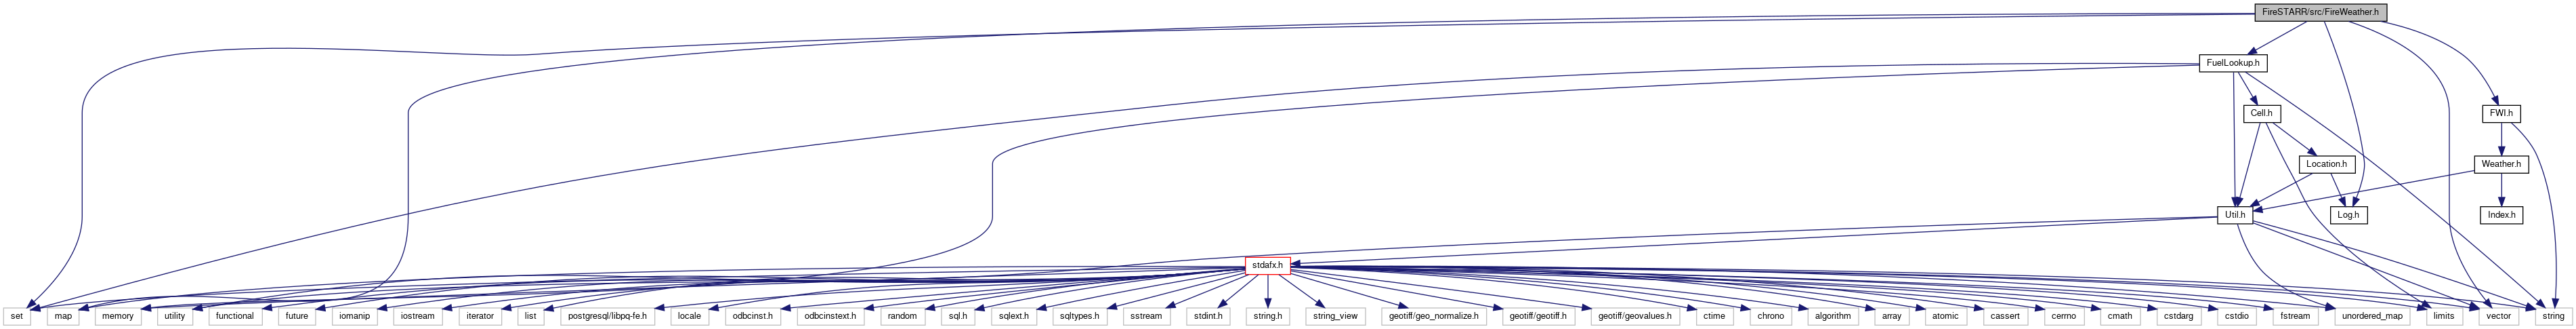 FireSTARR/src/FireWeather.h
FuelLookup.h
Cell.h
FWI.h
Location.h
Weather.h
Util.h
Log.h
Index.h
stdafx.h
set
map
memory
utility
functional
future
iomanip
iostream
iterator
list
postgresql/libpq-fe.h
locale
odbcinst.h
odbcinstext.h
random
sql.h
sqlext.h
sqltypes.h
sstream
stdint.h
string.h
string_view
geotiff/geo_normalize.h
geotiff/geotiff.h
geotiff/geovalues.h
ctime
chrono
algorithm
array
atomic
cassert
cerrno
cmath
cstdarg
cstdio
fstream
unordered_map
limits
vector
string